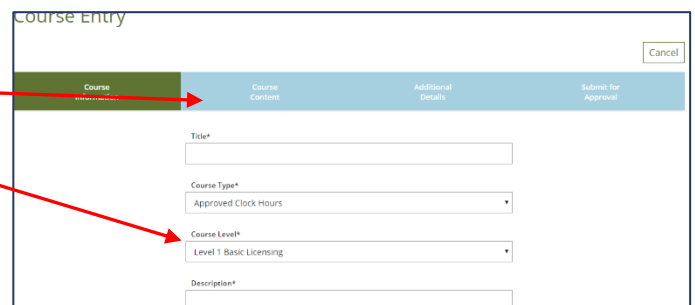 Course Entry
Cancel
Course
Information
Course
Content
Additional
Details
Submit for
Approval
Title*
Course Type*
Approved Clock Hours
Course Level*
Level 1 Basic Licensing
Description*